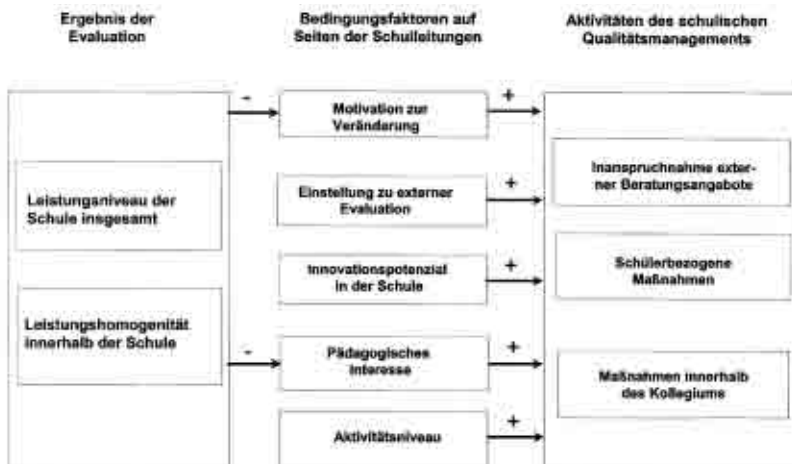 Ergebnis der
Evaluation
Bedingungsfaktoren auf
Seiten der Schulleitungen
Aktivitäten des schulischen
Qualitätsmanagements
-
+
Motivation zur
Veränderung
Leistungsniveau der
Schule insgesamt
Einstellung zu externer
Evaluation
+
Inanspruchnahme exter-
ner Beratungsangebote
Innovationspotenzial
in der Schule
+
Schülerbezogene
Maßnahmen
Leistungshomogenität
innerhalb der Schule
-
Pädagogisches
Interesse
+
Maßnahmen innerhalb
des Kollegiums
Aktivitätsniveau
+